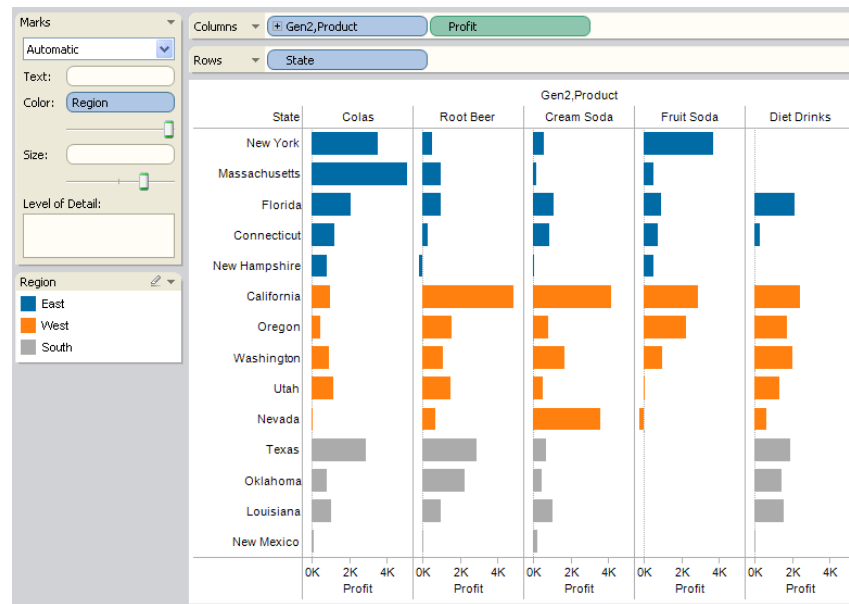 Marks
Automatic
Text:
Color: Region
Size:
Level of Detail:
Region
East
West
South
Columns Gen2,Product Profit
Rows State
Gen2,Product
State Colas Root Beer Cream Soda Fruit Soda Diet Drinks
New York
Massachusetts
Florida
Connecticut
New Hampshire
California
Oregon
Washington
Utah
Nevada
Texas
Oklahoma
Louisiana
New Mexico
0K 2K 4K 0K 2K 4K 0K 2K 4K 0K 2K 4K 0K 2K 4K
Profit Profit Profit Profit Profit